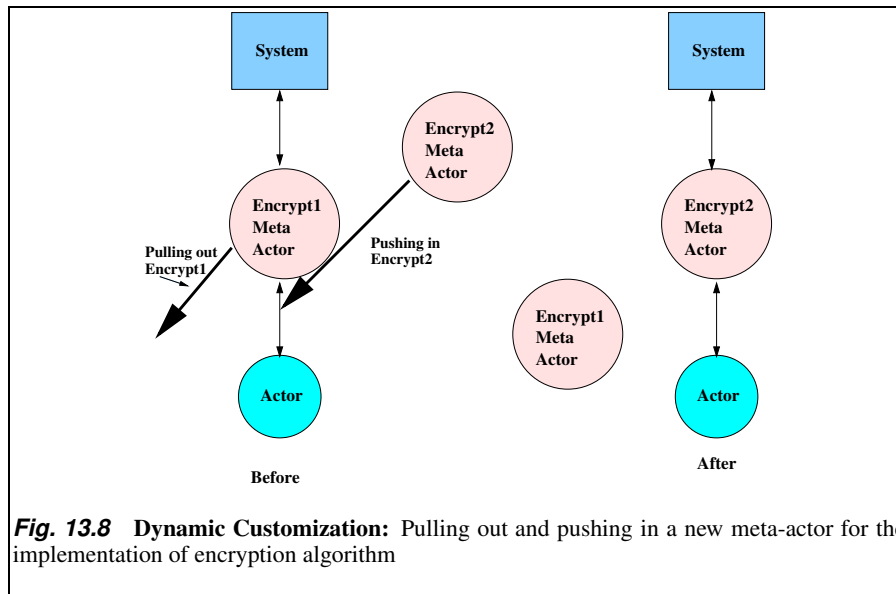 System
Encrypt2
Meta
Actor
Encrypt1
Meta
Actor
Pulling out
Encrypt1
Pushing in
Encrypt2
Actor
Before
System
Encrypt2
Meta
Actor
Encrypt1
Meta
Actor
Actor
After
Fig. 13.8 Dynamic Customization: Pulling out and pushing in a new meta-actor for the
implementation of encryption algorithm